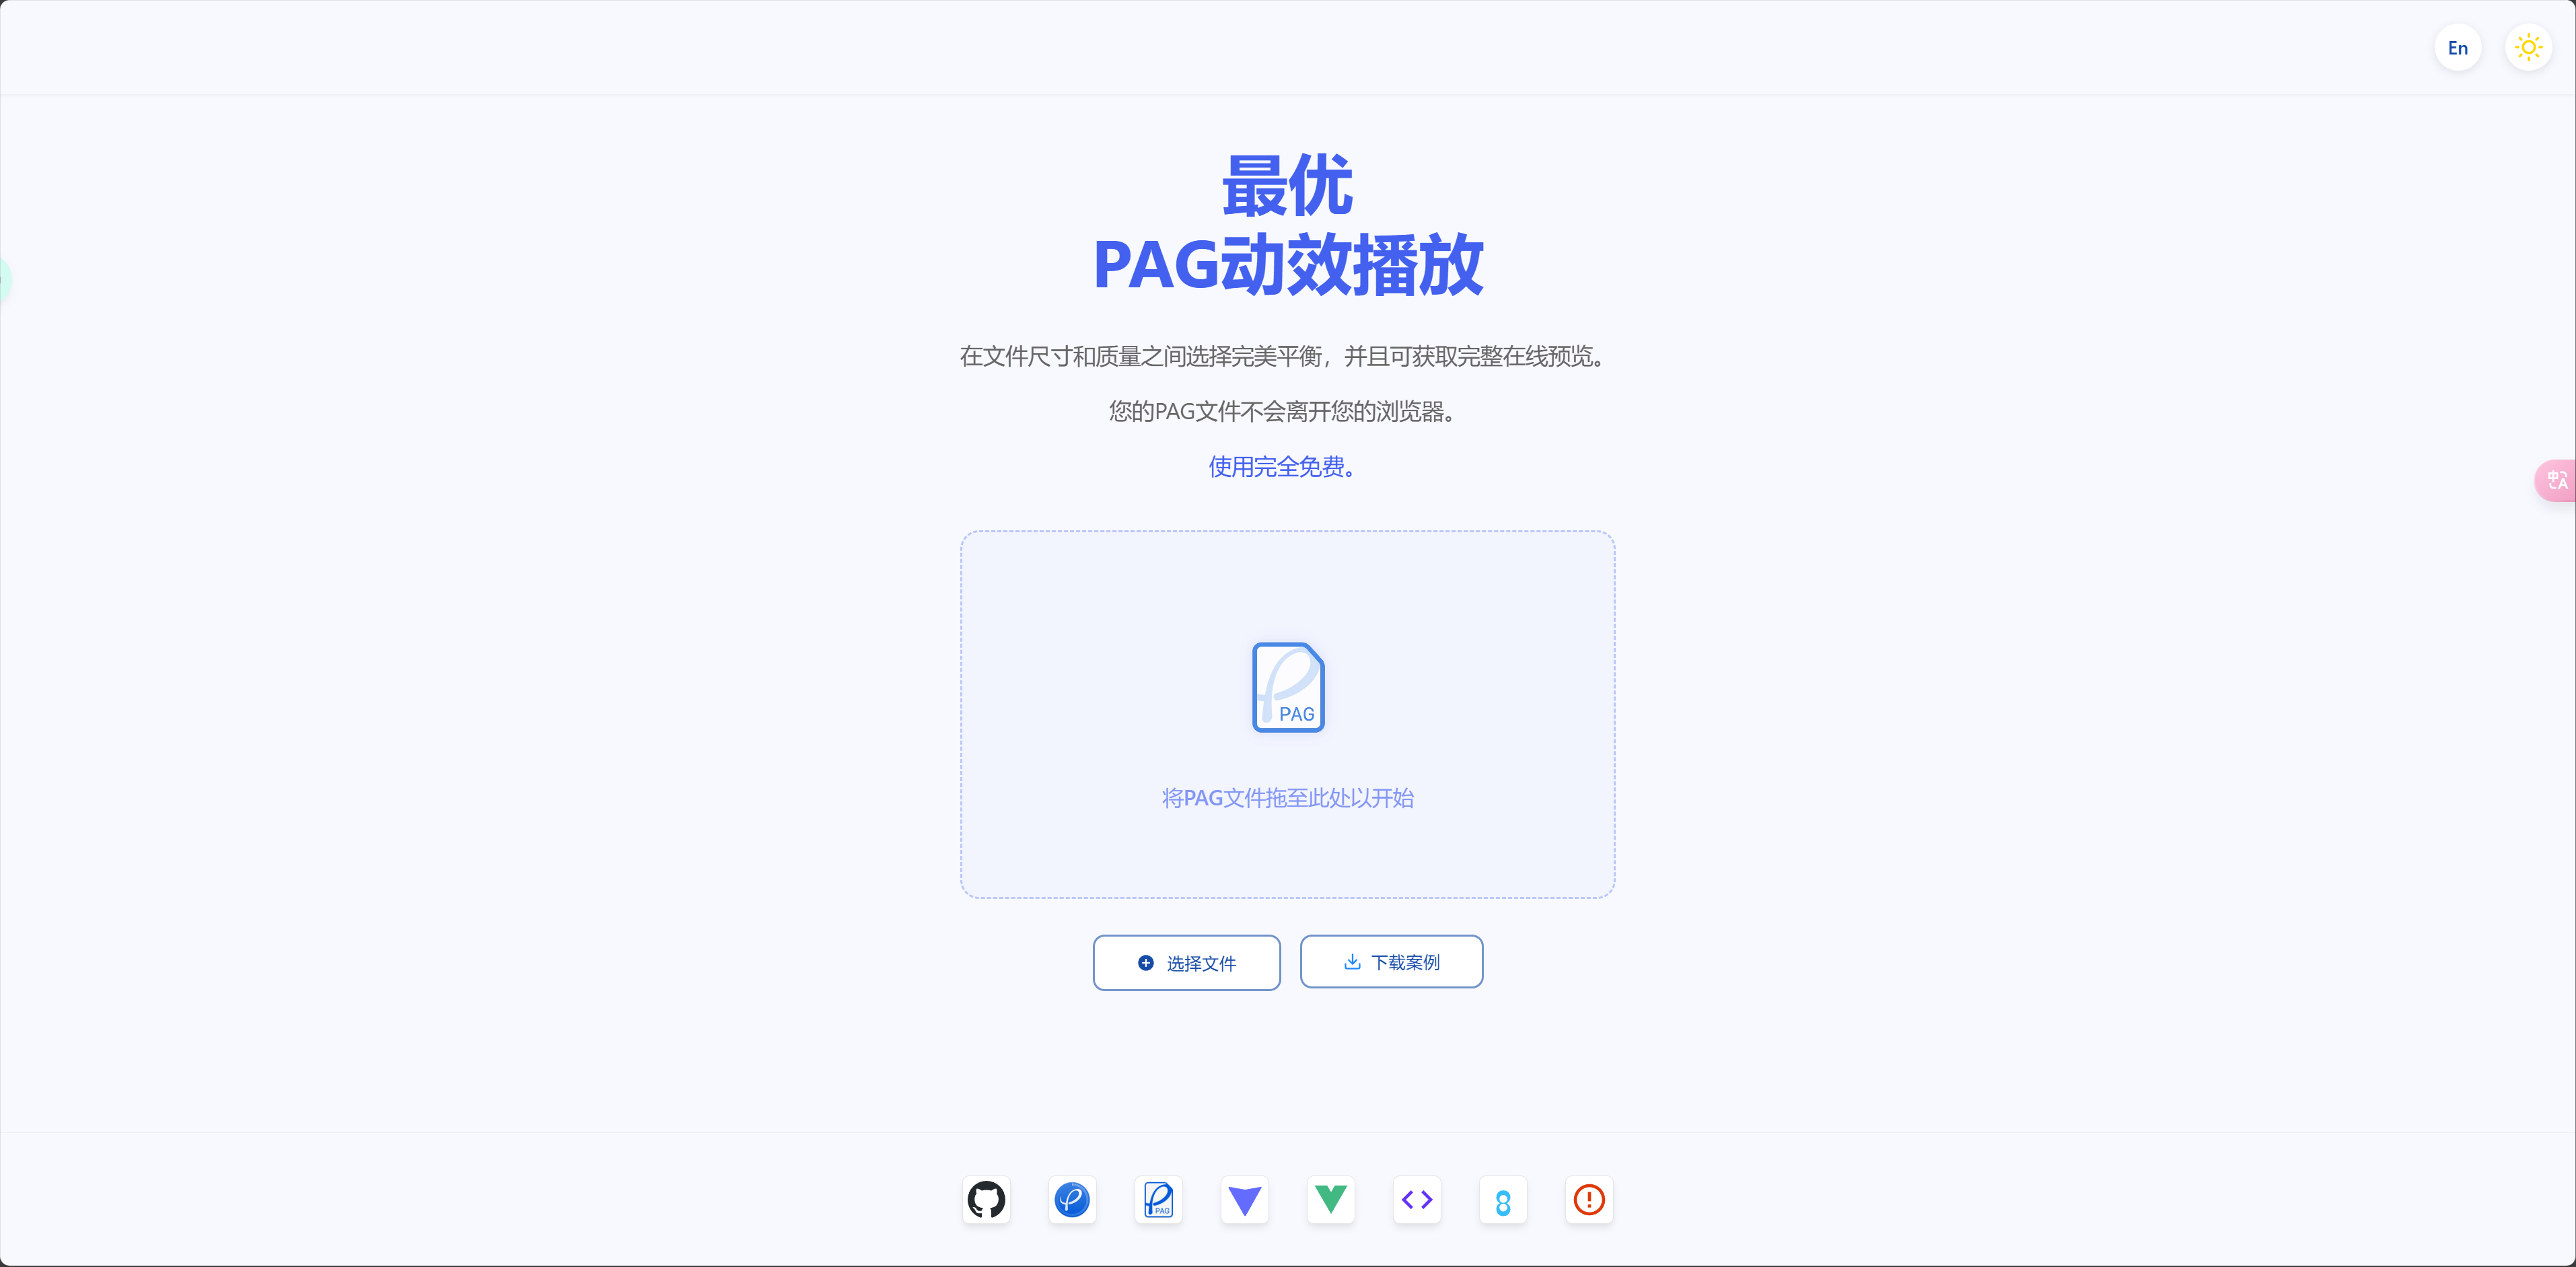 En
最优
PAG动效播放
在文件尺寸和质量之间选择完美平衡，并且可获取完整在线预览。
您的PAG文件不会离开您的浏览器。
使用完全免费。
PAG
将PAG文件拖至此处以开始
选择文件
下载案例
PAG